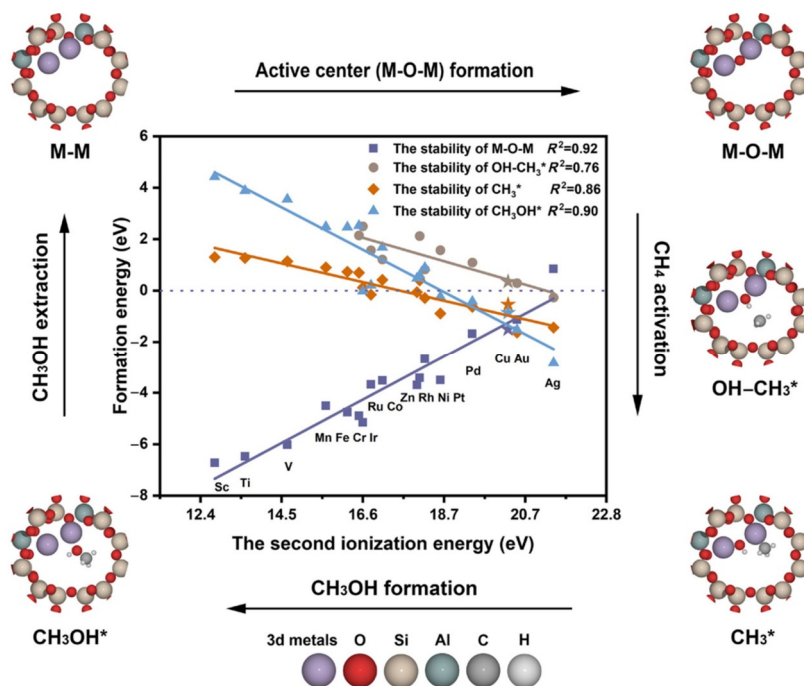 Active center (M-O-M) formation
M-M
M-O-M
The stability of M-O-M R²=0.92
The stability of OH-CH₃* R²=0.76
The stability of CH₃* R²=0.86
The stability of CH₃OH* R²=0.90
Formation energy (eV)
6
4
2
0
−2
−4
−6
−8
Sc
Ti
V
Mn Fe Cr Ir
Ru Co
Zn Rh Ni Pt
Pd
Cu Au
Ag
12.4 14.5 16.6 18.7 20.7 22.8
The second ionization energy (eV)
CH₃OH extraction
CH₄ activation
OH–CH₃*
CH₃OH*
CH₃OH formation
CH₃*
3d metals O Si Al C H